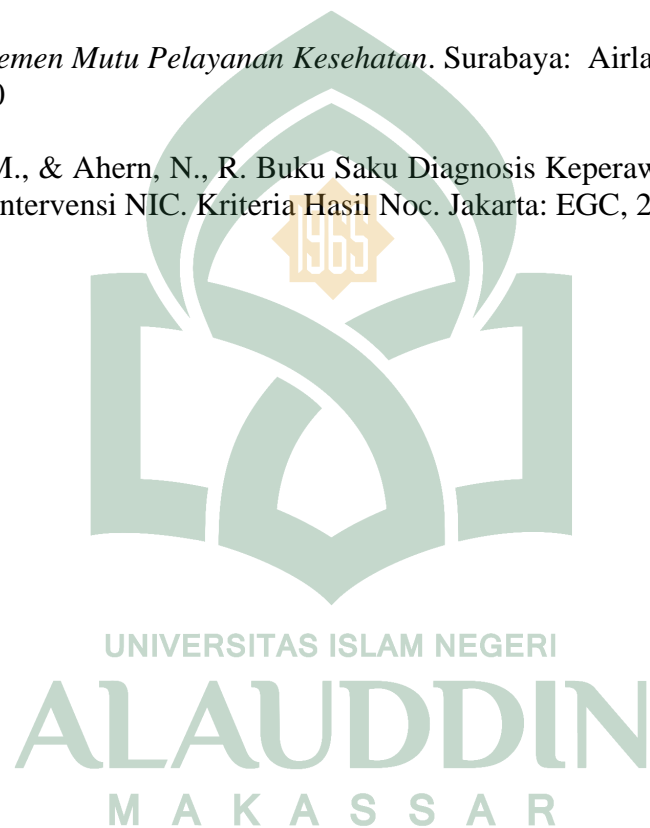 emen Mutu Pelayanan Kesehatan. Surabaya: Airla
)
M., & Ahern, N., R. Buku Saku Diagnosis Keperaw
ntervensi NIC. Kriteria Hasil Noc. Jakarta: EGC, 2
1965
UNIVERSITAS ISLAM NEGERI
ALAUDDIN
MAKASSAR